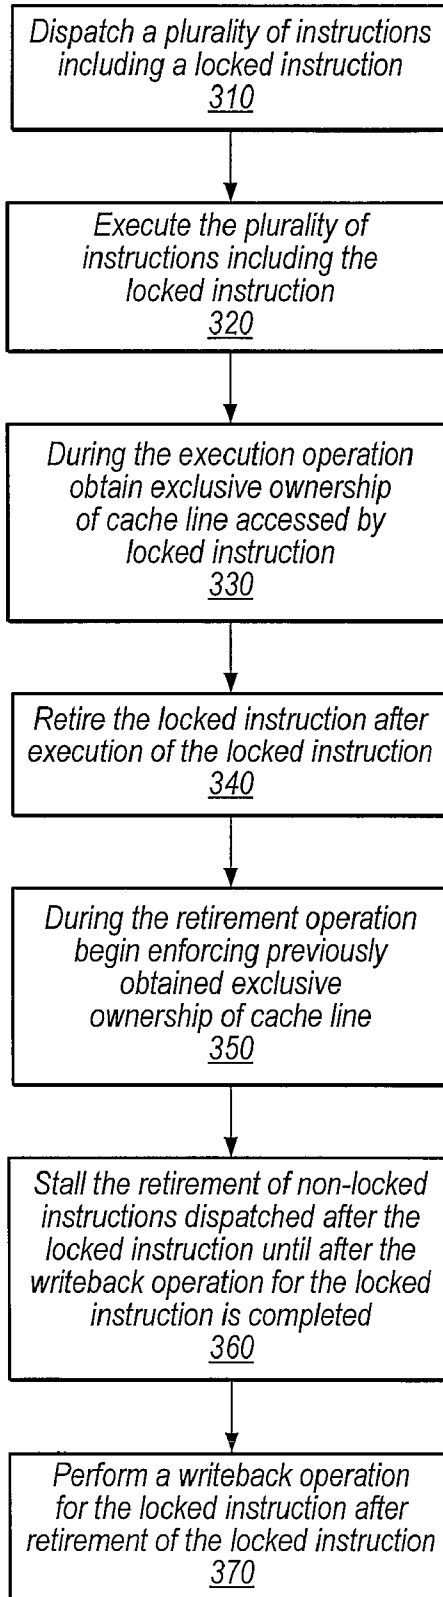 Dispatch a plurality of instructions
including a locked instruction
310
Execute the plurality of
instructions including the
locked instruction
320
During the execution operation
obtain exclusive ownership
of cache line accessed by
locked instruction
330
Retire the locked instruction after
execution of the locked instruction
340
During the retirement operation
begin enforcing previously
obtained exclusive
ownership of cache line
350
Stall the retirement of non-locked
instructions dispatched after the
locked instruction until after the
writeback operation for the locked
instruction is completed
360
Perform a writeback operation
for the locked instruction after
retirement of the locked instruction
370